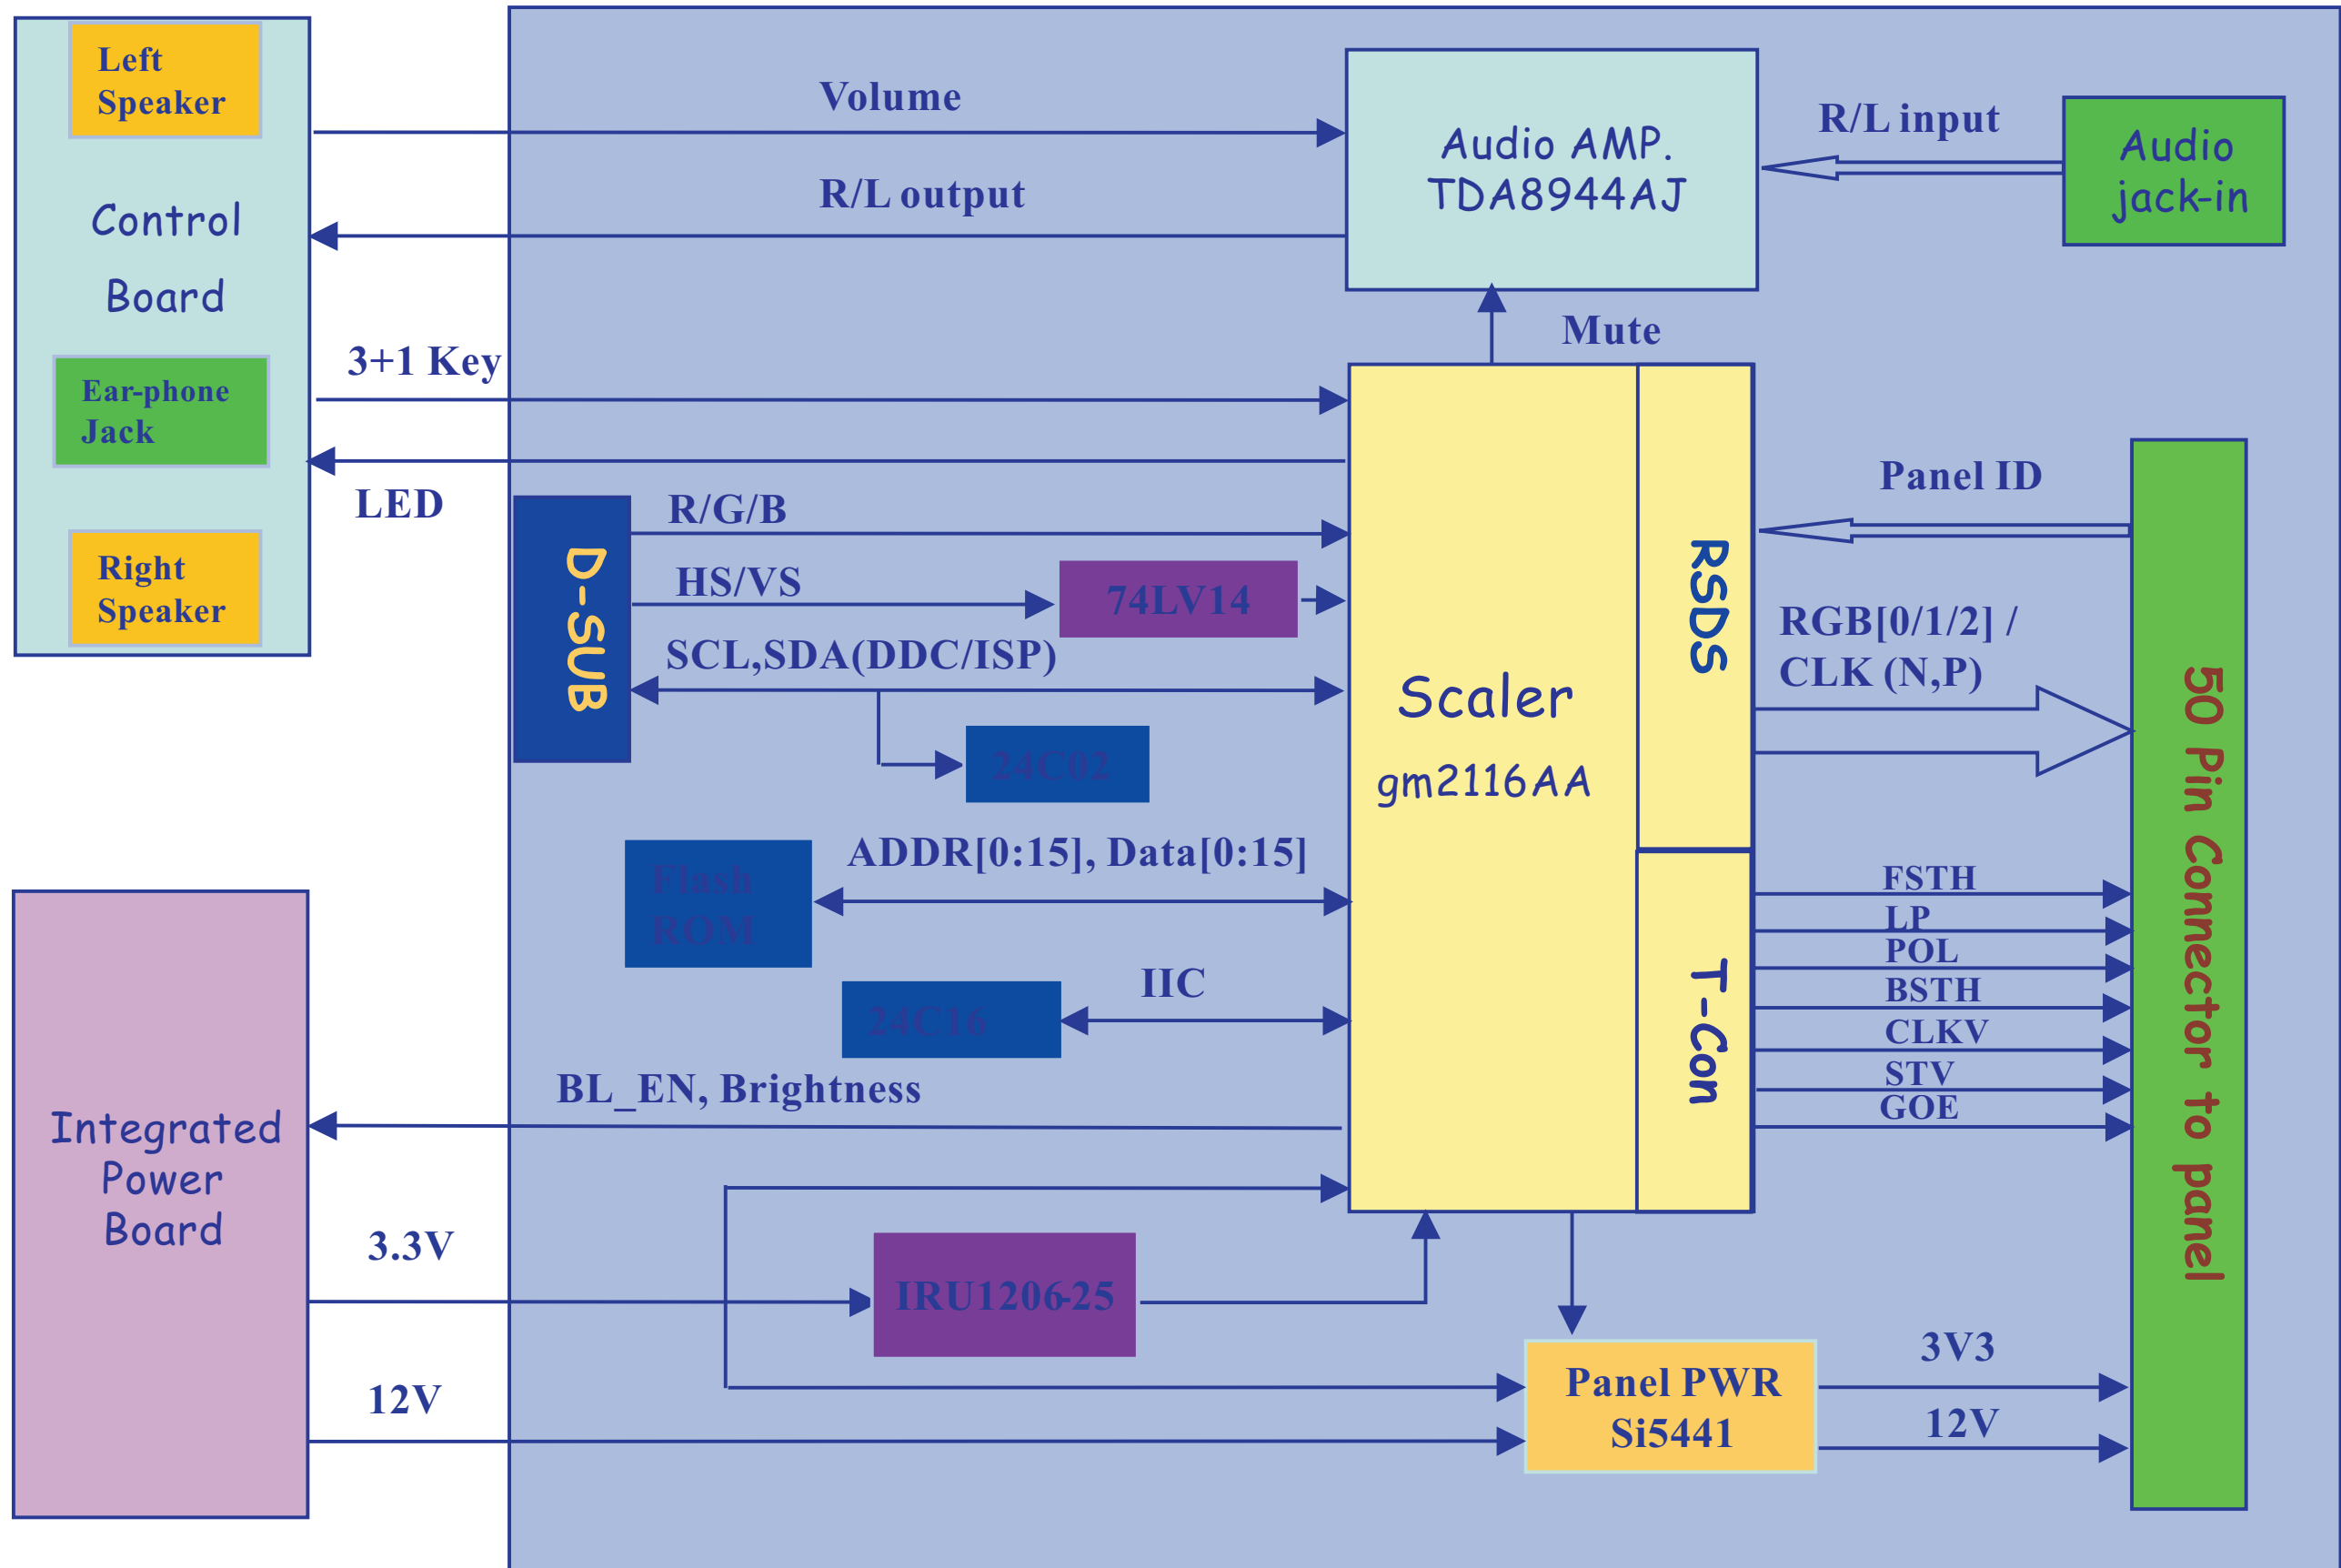 Left
Speaker
Control
Board
Ear-phone
Jack
Right
Speaker
Volume
R/L output
3+1 Key
LED
Audio AMP.
TDA8944AJ
R/L input
Audio
jack-in
Mute
D-SUB
R/G/B
HS/VS
74LV14
SCL,SDA(DDC/ISP)
24C02
Scaler
gm2116AA
RSDS
T-Con
Panel ID
RGB[0/1/2] /
CLK (N,P)
50 Pin Connector to panel
Flash
ROM
ADDR[0:15], Data[0:15]
24C16
IIC
FSTH
LP
POL
BSTH
CLKV
STV
GOE
BL_EN, Brightness
Integrated
Power
Board
3.3V
12V
IRU1206-25
Panel PWR
Si5441
3V3
12V